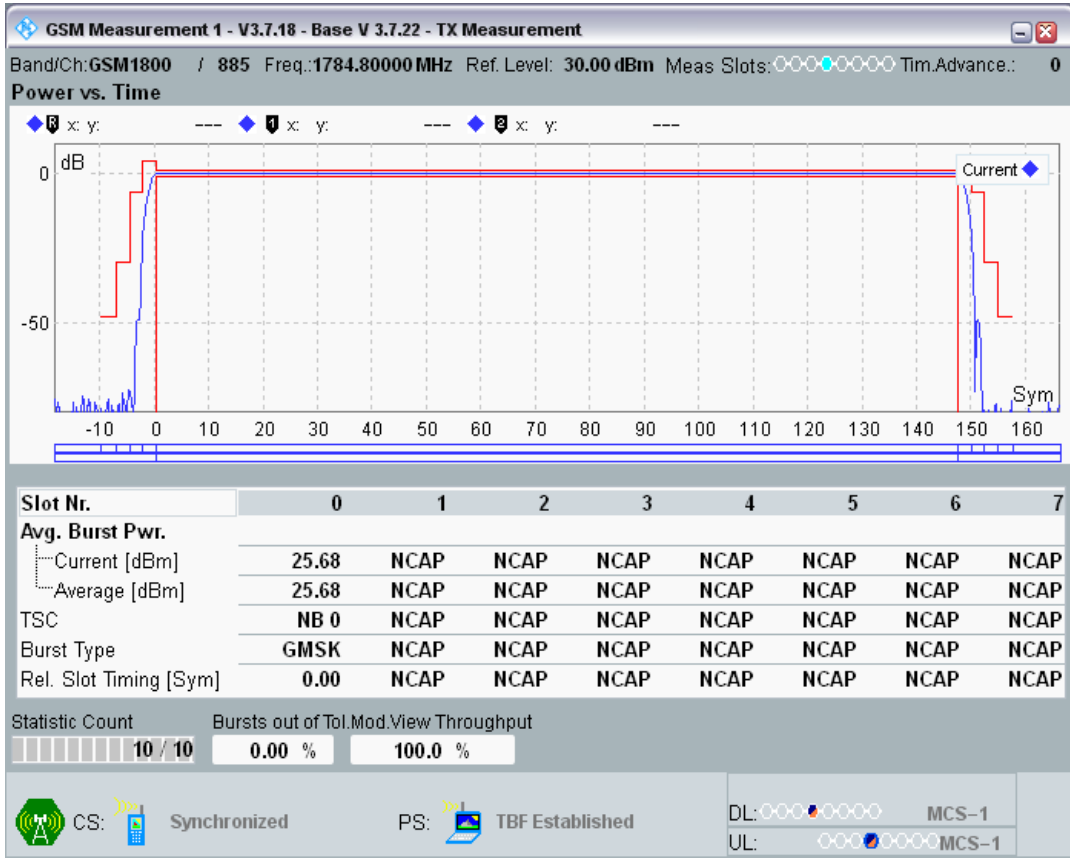 GSM Measurement 1 - V3.7.18 - Base V 3.7.22 - TX Measurement
Band/Ch:GSM1800 / 885 Freq.:1784.80000 MHz Ref. Level: 30.00 dBm Meas Slots: Tim.Advance.: 0
Power vs. Time
R x: y: --- 1 x: y: --- 2 x: y: ---
dB
0
Current
-50
Sym
-10 0 10 20 30 40 50 60 70 80 90 100 110 120 130 140 150 160
Slot Nr. 0 1 2 3 4 5 6 7
Avg. Burst Pwr.
Current [dBm] 25.68 NCAP NCAP NCAP NCAP NCAP NCAP NCAP
Average [dBm] 25.68 NCAP NCAP NCAP NCAP NCAP NCAP NCAP
TSC NB 0 NCAP NCAP NCAP NCAP NCAP NCAP NCAP
Burst Type GMSK NCAP NCAP NCAP NCAP NCAP NCAP NCAP
Rel. Slot Timing [Sym] 0.00 NCAP NCAP NCAP NCAP NCAP NCAP NCAP
Statistic Count Bursts out of Tol. Mod.View Throughput
10 / 10 0.00 % 100.0 %
CS: Synchronized PS: TBF Established
DL: MCS-1
UL: MCS-1